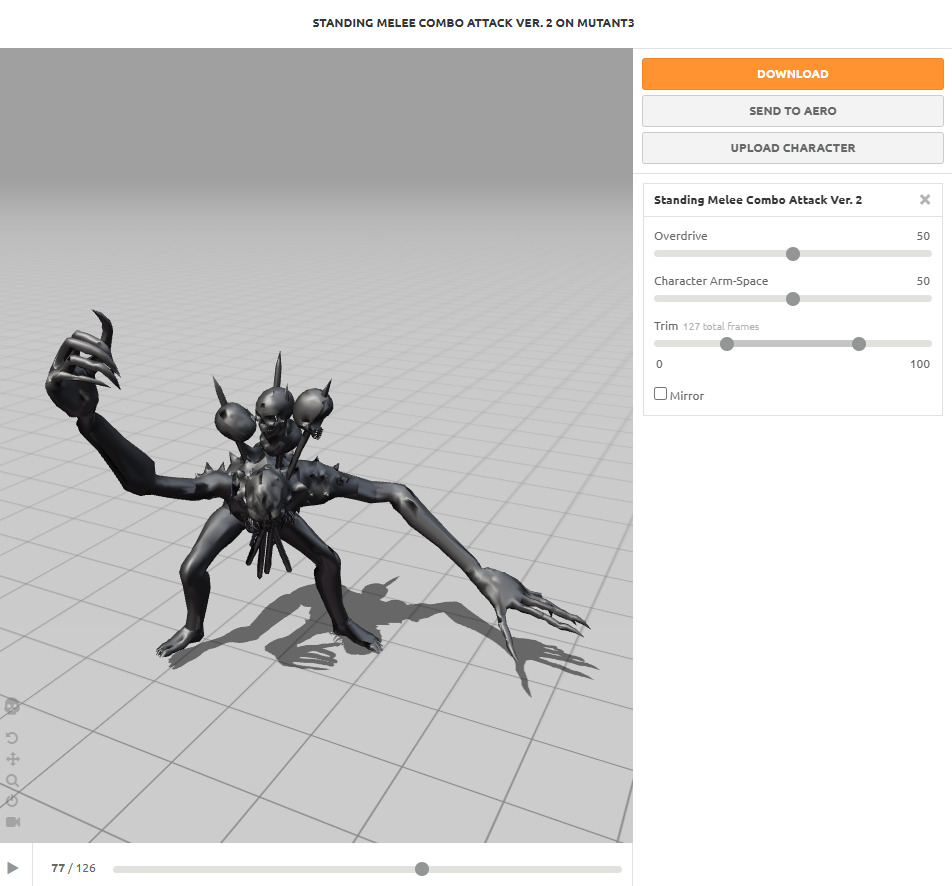 STANDING MELEE COMBO ATTACK VER. 2 ON MUTANT3
DOWNLOAD
SEND TO AERO
UPLOAD CHARACTER
Standing Melee Combo Attack Ver. 2
Overdrive 50
Character Arm-Space 50
Trim 127 total frames
0 100
Mirror
77 / 126